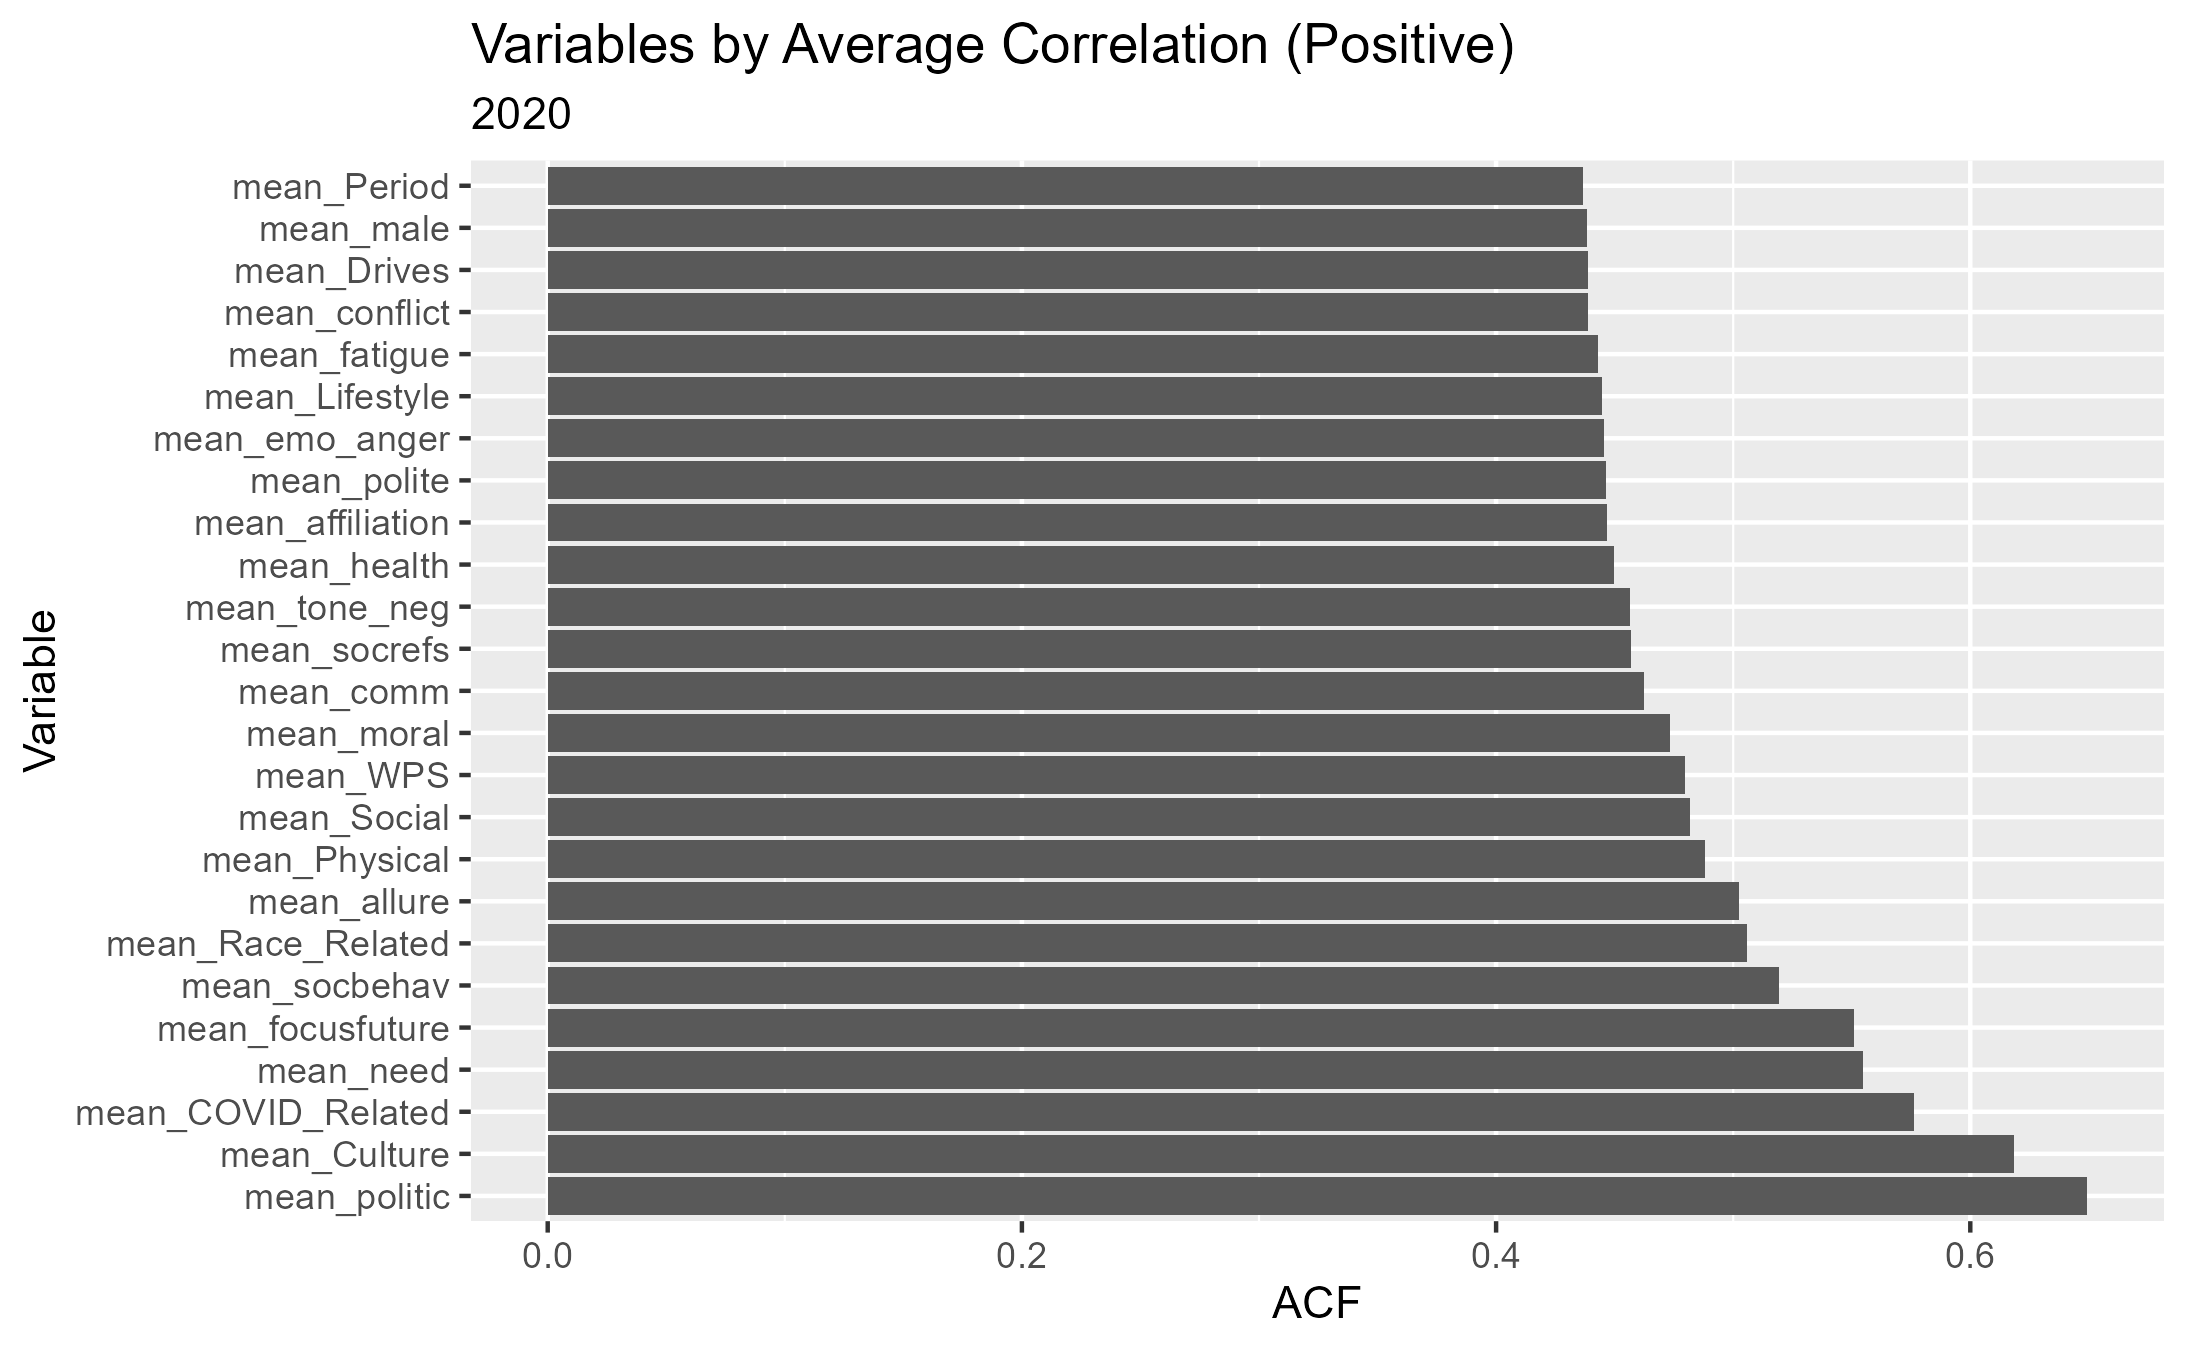 Variables by Average Correlation (Positive)
2020
mean_Period
mean_male
mean_Drives
mean_conflict
mean_fatigue
mean_Lifestyle
mean_emo_anger
mean_polite
mean_affiliation
mean_health
mean_tone_neg
mean_socrefs
mean_comm
mean_moral
mean_WPS
mean_Social
mean_Physical
mean_allure
mean_Race_Related
mean_socbehav
mean_focusfuture
mean_need
mean_COVID_Related
mean_Culture
mean_politic
Variable
0.0 0.2 0.4 0.6
ACF